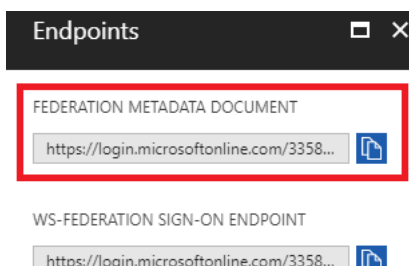 Endpoints
FEDERATION METADATA DOCUMENT
https://login.microsoftonline.com/3358...
WS-FEDERATION SIGN-ON ENDPOINT
https://login.microsoftonline.com/3358...